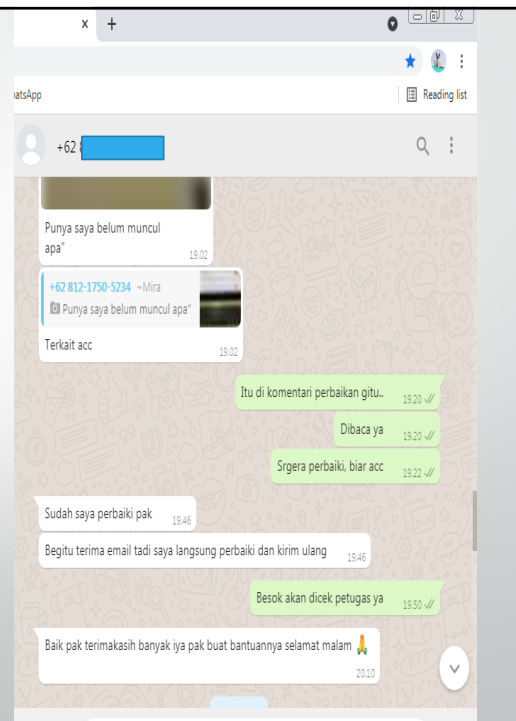 x +
atsApp
Reading list
+62 8
Punya saya belum muncul
apa"
19.02
+62 812-1750-5234 ~Mira
Punya saya belum muncul apa"
Terkait acc
19.02
Itu di komentari perbaikan gitu..
19.20
Dibaca ya
19.20
Srgera perbaiki, biar acc
19.22
Sudah saya perbaiki pak
19.46
Begitu terima email tadi saya langsung perbaiki dan kirim ulang
19.46
Besok akan dicek petugas ya
19.50
Baik pak terimakasih banyak iya pak buat bantuannya selamat malam 🙏
20.10